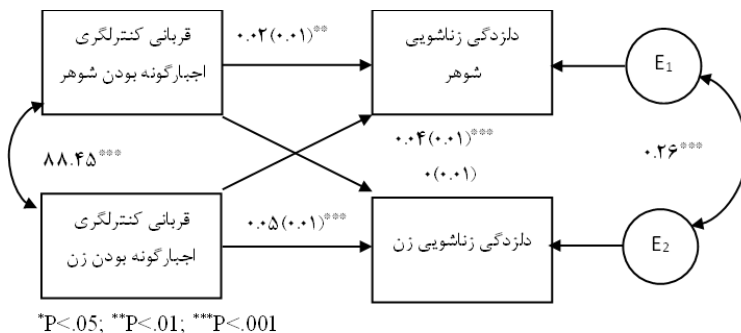 قربانی کنترلگری
اجبارگونه بودن شوهر
۰.۰۲(۰.۰۱)**
دلزدگی زناشویی
شوهر
E₁
۸۸.۴۵***
۰.۰۴(۰.۰۱)***
۰(۰.۰۱)
۰.۲۶***
قربانی کنترلگری
اجبارگونه بودن زن
۰.۰۵(۰.۰۱)***
دلزدگی زناشویی زن
E₂
*P<.05; **P<.01; ***P<.001